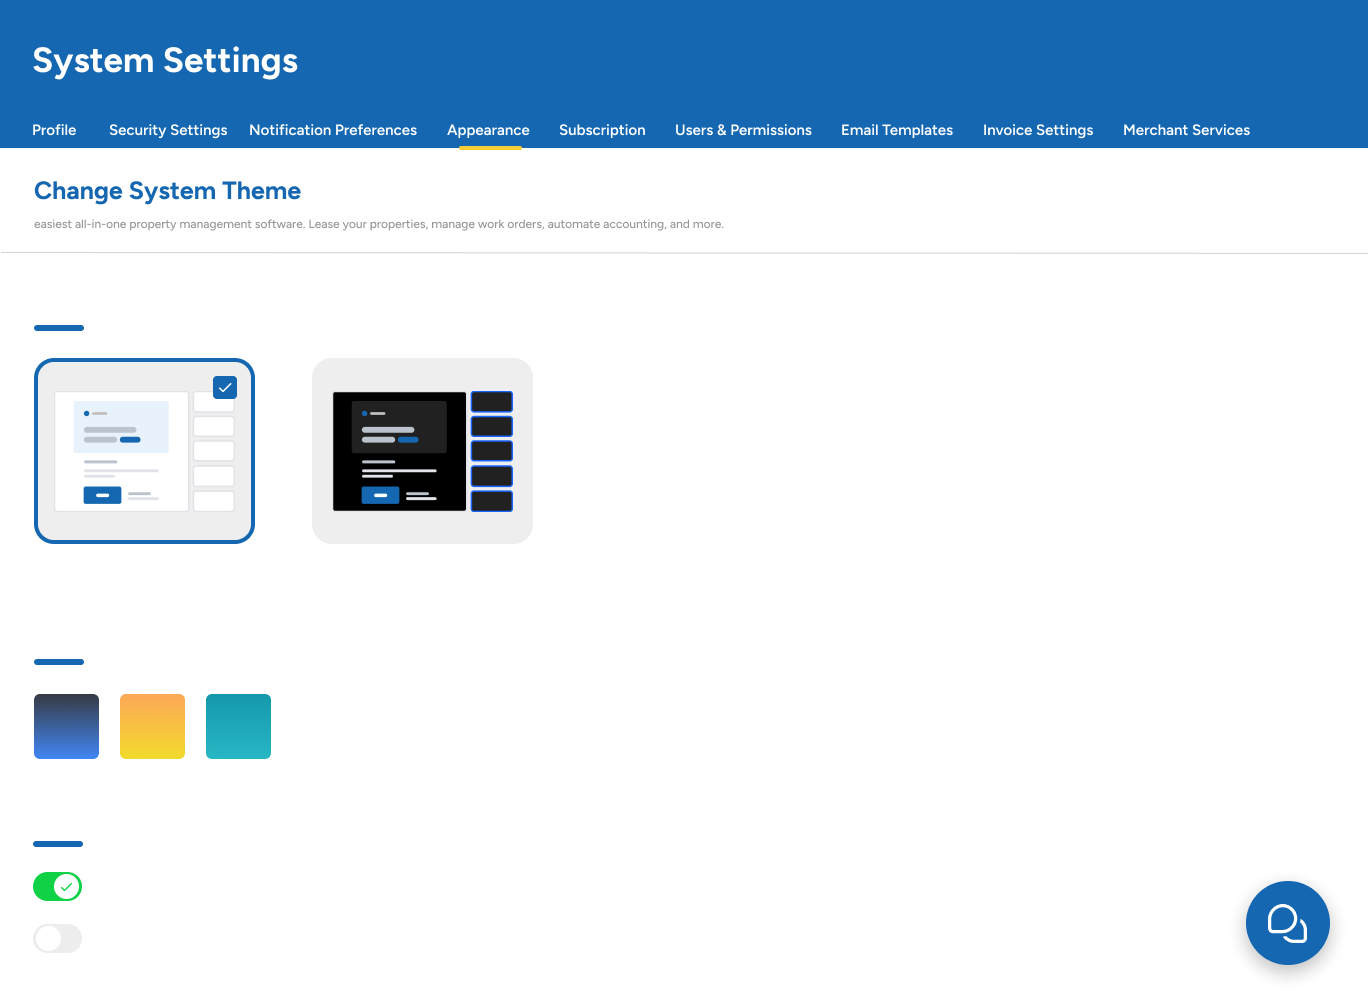 System Settings
Profile Security Settings Notification Preferences Appearance Subscription Users & Permissions Email Templates Invoice Settings Merchant Services
Change System Theme
easiest all-in-one property management software. Lease your properties, manage work orders, automate accounting, and more.